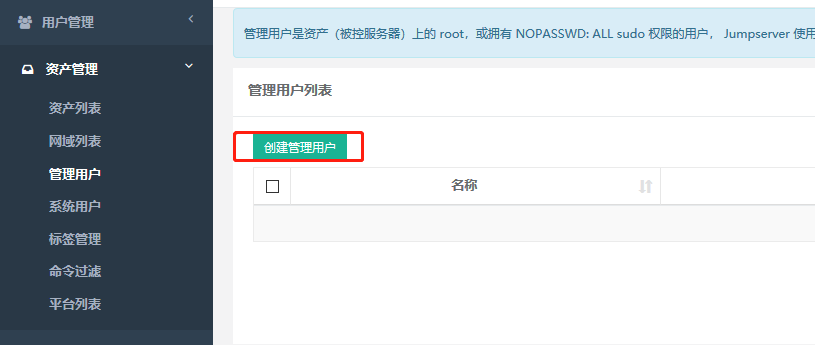 用户管理
资产管理
资产列表
网域列表
管理用户
系统用户
标签管理
命令过滤
平台列表
管理用户是资产（被控服务器）上的 root，或拥有 NOPASSWD: ALL sudo 权限的用户， Jumpserver 使用
管理用户列表
创建管理用户
名称